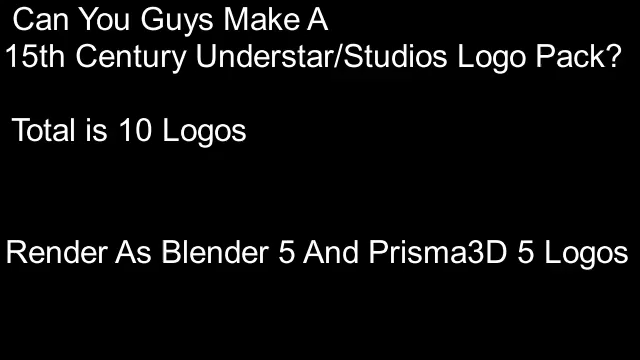 Can You Guys Make A
15th Century Understar/Studios Logo Pack?
Total is 10 Logos
Render As Blender 5 And Prisma3D 5 Logos